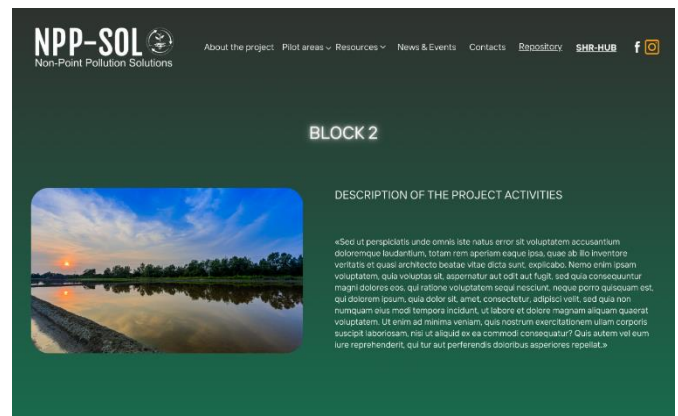 NPP-SOL
Non-Point Pollution Solutions
About the project Pilot areas Resources News & Events Contacts Repository SHR-HUB f
BLOCK 2
DESCRIPTION OF THE PROJECT ACTIVITIES
«Sed ut perspiciatis unde omnis iste natus error sit voluptatem accusantium
doloremque laudantium, totam rem aperiam eaque ipsa, quae ab illo inventore
veritatis et quasi architecto beatae vitae dicta sunt, explicabo. Nemo enim ipsam
voluptatem, quia voluptas sit, aspernatur aut odit aut fugit, sed quia consequuntur
magni dolores eos, qui ratione voluptatem sequi nesciunt, neque porro quisquam est,
qui dolorem ipsum, quia dolor sit, amet, consectetur, adipisci velit, sed quia non
numquam eius modi tempora incidunt, ut labore et dolore magnam aliquam quaerat
voluptatem. Ut enim ad minima veniam, quis nostrum exercitationem ullam corporis
suscipit laboriosam, nisi ut aliquid ex ea commodi consequatur? Quis autem vel eum
iure reprehenderit, qui tur aut perferendis doloribus asperiores repellat.»